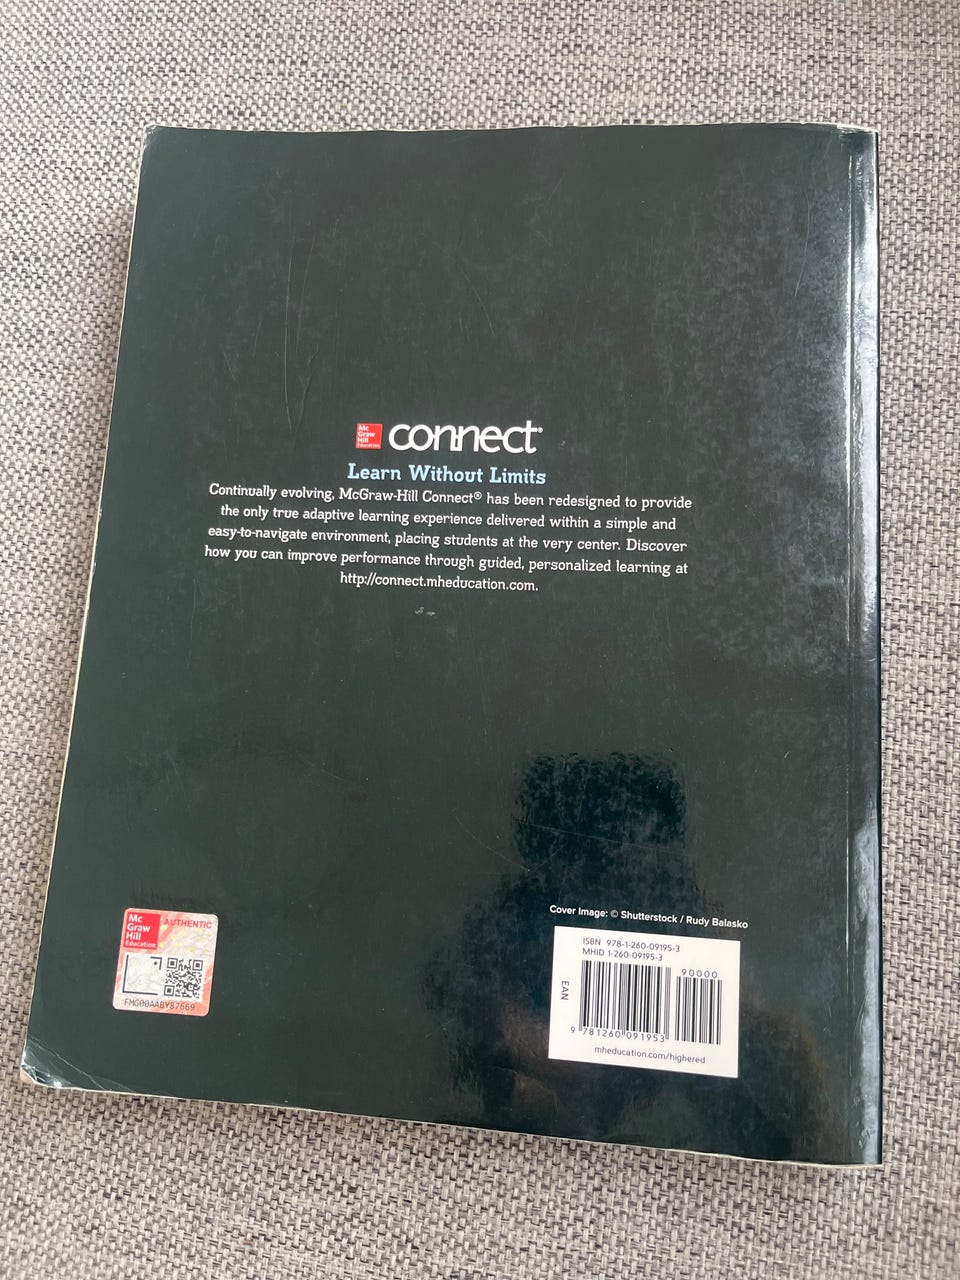 Mc
Graw
Hill
Education
connect®
Learn Without Limits
Continually evolving, McGraw-Hill Connect® has been redesigned to provide
the only true adaptive learning experience delivered within a simple and
easy-to-navigate environment, placing students at the very center. Discover
how you can improve performance through guided, personalized learning at
http://connect.mheducation.com.
Mc
Graw
Hill
Education
AUTHENTIC
FMG00AABY87669
Cover Image: © Shutterstock / Rudy Balasko
ISBN 978-1-260-09195-3
MHID 1-260-09195-3
90000
EAN
9 781260 091953
mheducation.com/highered